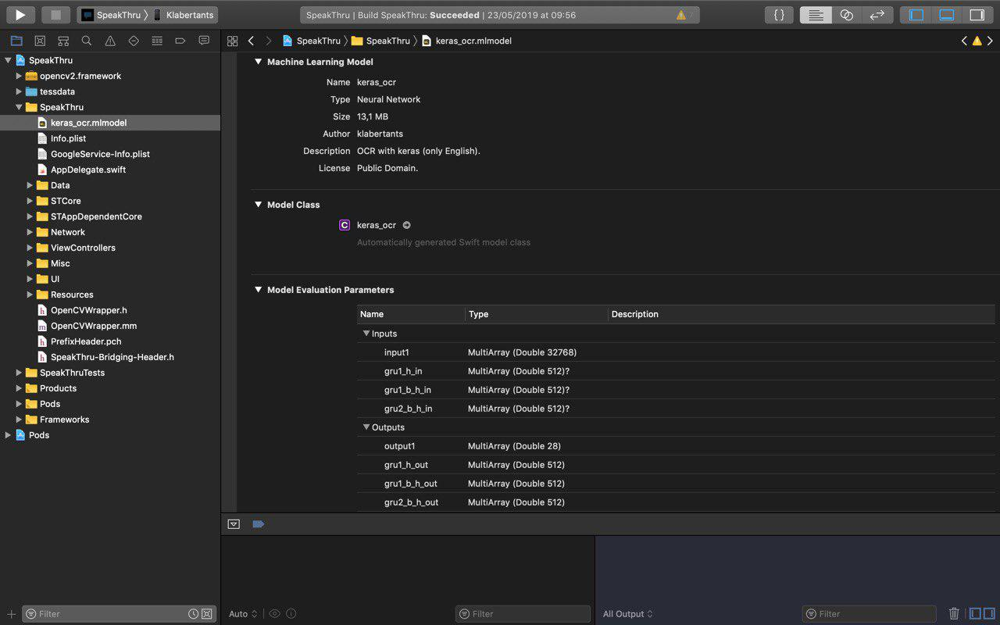 SpeakThru 〉 Klabertants
SpeakThru | Build SpeakThru: Succeeded | 23/05/2019 at 09:56
{}
SpeakThru 〉 SpeakThru 〉 keras_ocr.mlmodel
SpeakThru
opencv2.framework
tessdata
SpeakThru
keras_ocr.mlmodel
Info.plist
GoogleService-Info.plist
AppDelegate.swift
Data
STCore
STAppDependentCore
Network
ViewControllers
Misc
UI
Resources
OpenCVWrapper.h
OpenCVWrapper.mm
PrefixHeader.pch
SpeakThru-Bridging-Header.h
SpeakThruTests
Products
Pods
Frameworks
Pods
Filter
Machine Learning Model
Name keras_ocr
Type Neural Network
Size 13,1 MB
Author klabertants
Description OCR with keras (only English).
License Public Domain.
Model Class
C keras_ocr
Automatically generated Swift model class
Model Evaluation Parameters
Name Type Description
Inputs
input1 MultiArray (Double 32768)
gru1_h_in MultiArray (Double 512)?
gru1_b_h_in MultiArray (Double 512)?
gru2_b_h_in MultiArray (Double 512)?
Outputs
output1 MultiArray (Double 28)
gru1_h_out MultiArray (Double 512)
gru1_b_h_out MultiArray (Double 512)
gru2_b_h_out MultiArray (Double 512)
Auto
Filter
All Output
Filter